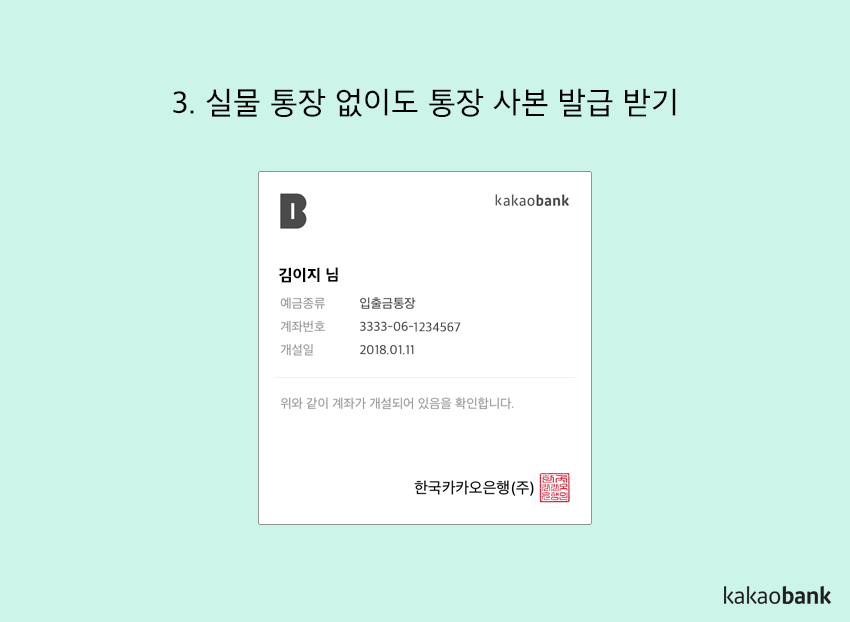 3. 실물 통장 없이도 통장 사본 발급 받기
kakaobank
김이지 님
예금종류 입출금통장
계좌번호 3333-06-1234567
개설일 2018.01.11
위와 같이 계좌가 개설되어 있음을 확인합니다.
한국카카오은행(주)
kakaobank